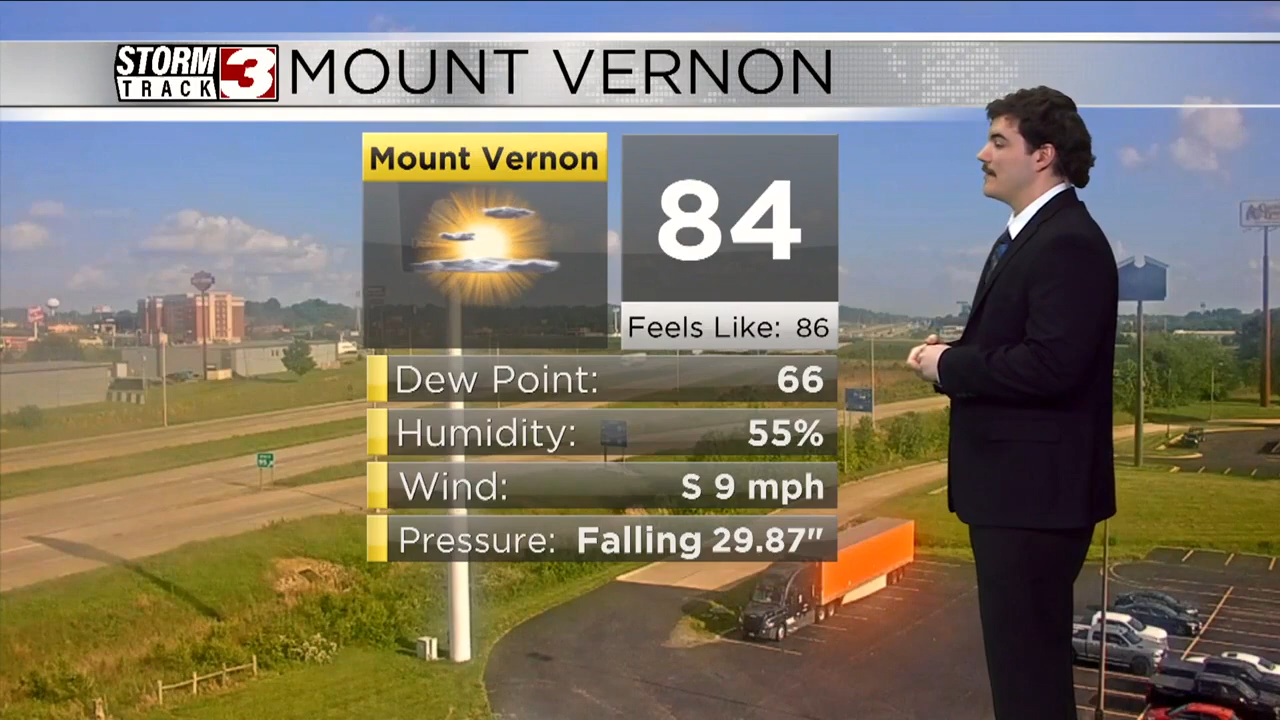 STORM
TRACK 3
MOUNT VERNON
Mount Vernon
84
Feels Like: 86
Dew Point: 66
Humidity: 55%
Wind: S 9 mph
Pressure: Falling 29.87"